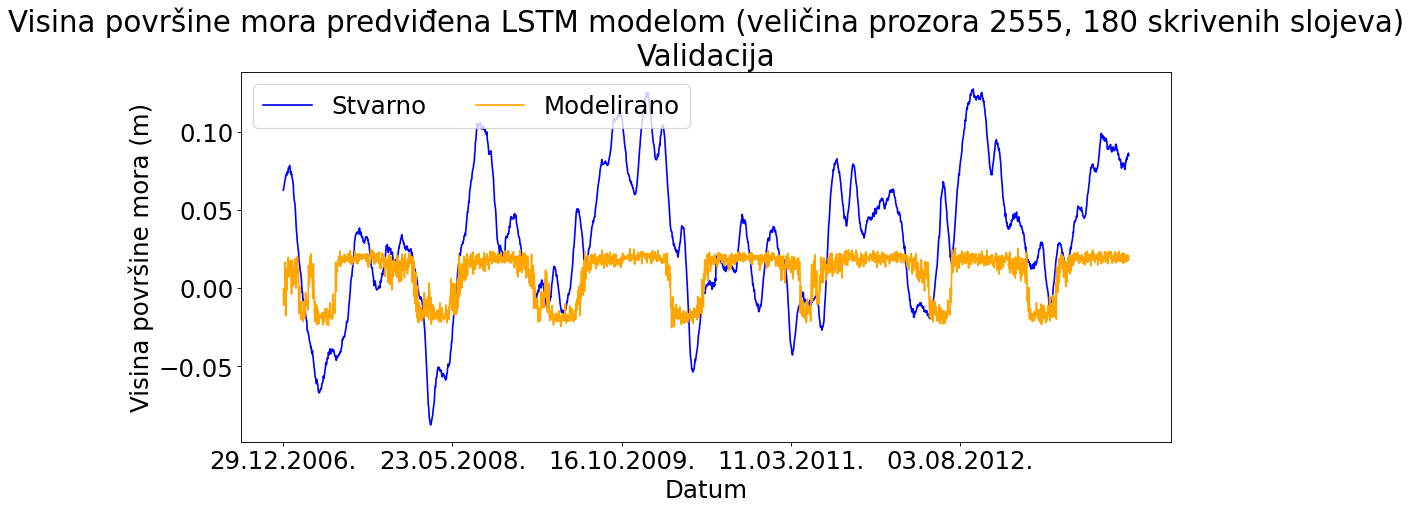 Visina površine mora predviđena LSTM modelom (veličina prozora 2555, 180 skrivenih slojeva)
Validacija
Stvarno
Modelirano
Visina površine mora (m)
0.10
0.05
0.00
−0.05
29.12.2006.
23.05.2008.
16.10.2009.
11.03.2011.
03.08.2012.
Datum